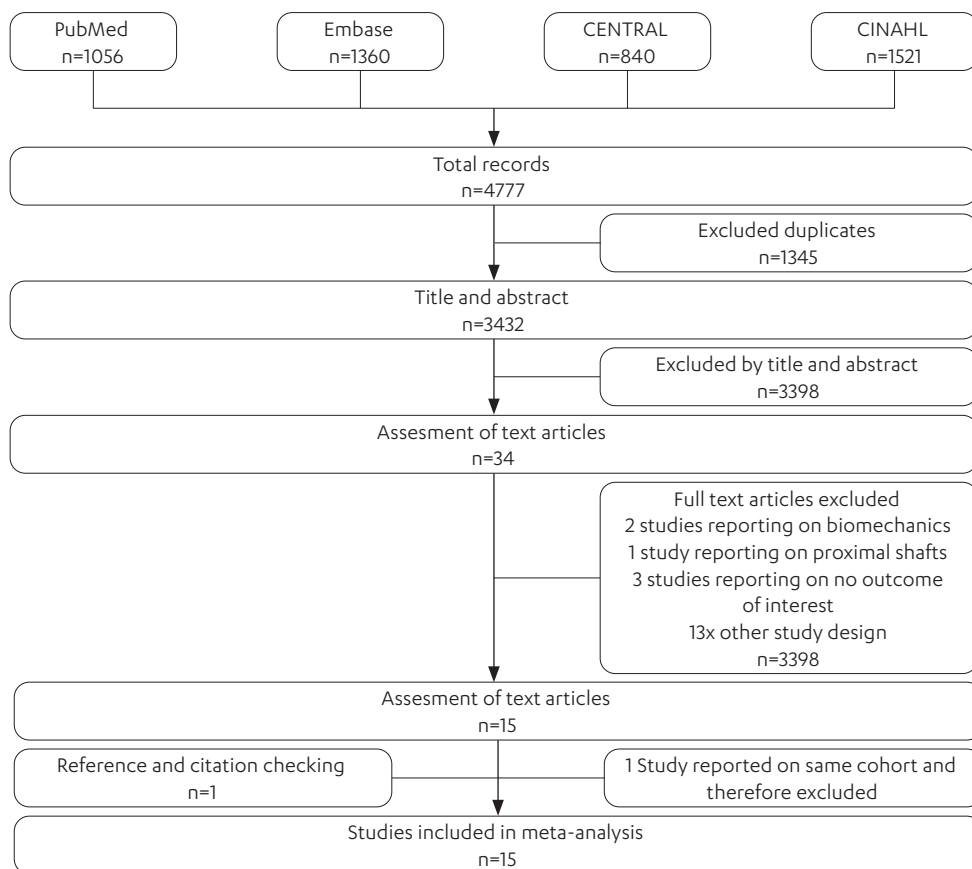 PubMed
n=1056
Embase
n=1360
CENTRAL
n=840
CINAHL
n=1521
Total records
n=4777
Excluded duplicates
n=1345
Title and abstract
n=3432
Excluded by title and abstract
n=3398
Assesment of text articles
n=34
Full text articles excluded
2 studies reporting on biomechanics
1 study reporting on proximal shafts
3 studies reporting on no outcome
of interest
13x other study design
n=3398
Assesment of text articles
n=15
Reference and citation checking
n=1
1 Study reported on same cohort and
therefore excluded
Studies included in meta-analysis
n=15